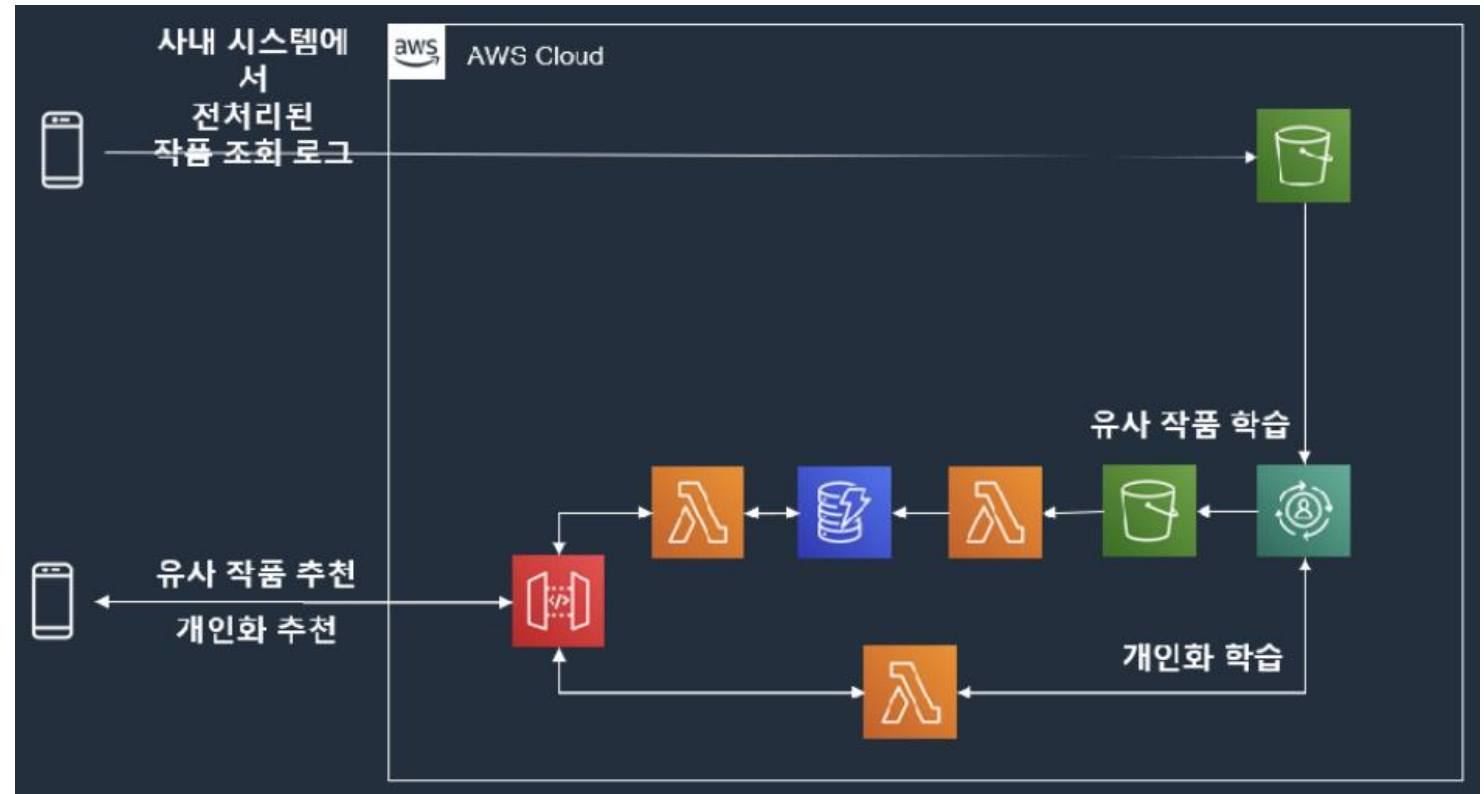 사내 시스템에
서
전처리된
작품 조회 로그
aws
AWS Cloud
유사 작품 학습
유사 작품 추천
개인화 추천
개인화 학습